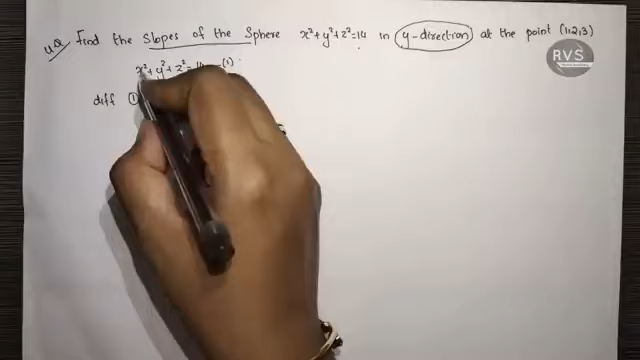 4Q Find the Slopes of the Sphere x²+y²+z²=14 in y-direction at the point (1,2,3)
RVS
x²+y²+z²=14 (1)
diff ①